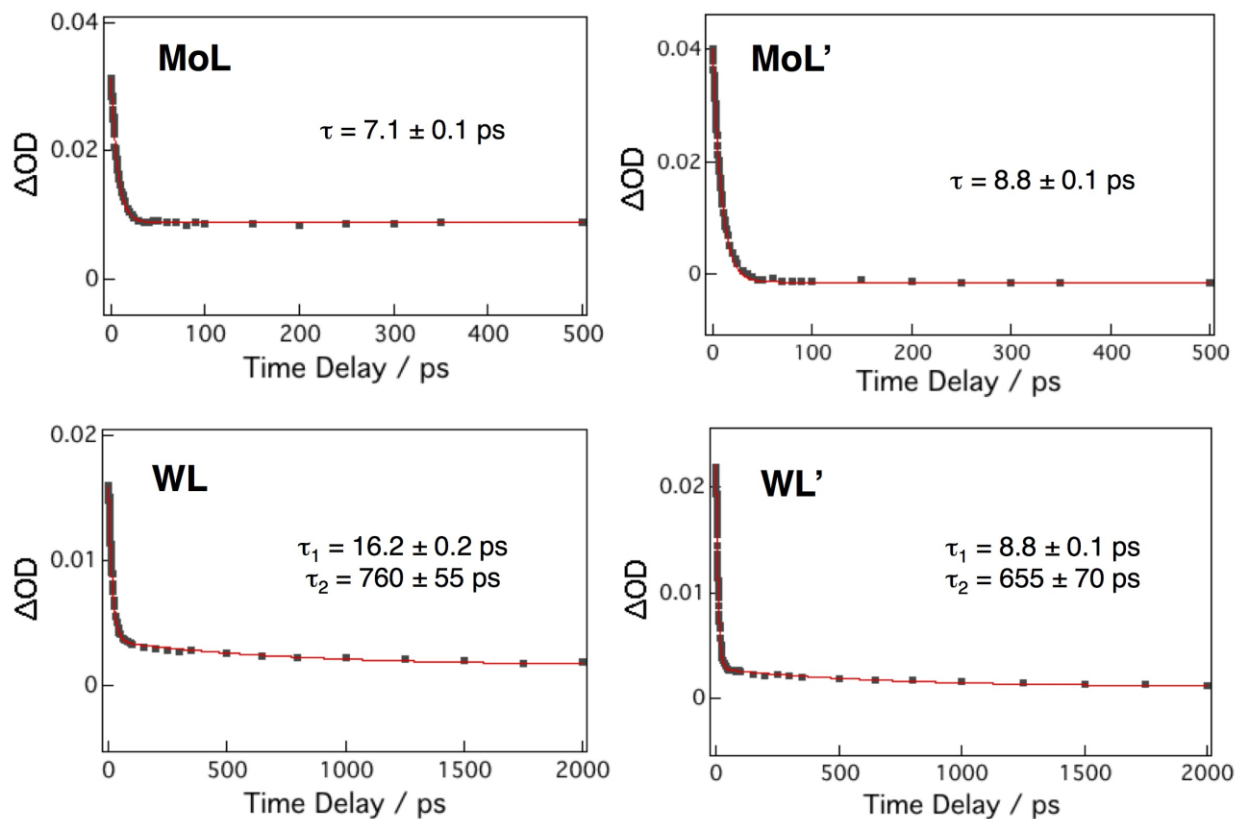 MoL
τ = 7.1 ± 0.1 ps
ΔOD
0.04
0.02
0
0 100 200 300 400 500
Time Delay / ps
MoL’
τ = 8.8 ± 0.1 ps
ΔOD
0.04
0.02
0
0 100 200 300 400 500
Time Delay / ps
WL
τ1 = 16.2 ± 0.2 ps
τ2 = 760 ± 55 ps
ΔOD
0.02
0.01
0
0 500 1000 1500 2000
Time Delay / ps
WL’
τ1 = 8.8 ± 0.1 ps
τ2 = 655 ± 70 ps
ΔOD
0.02
0.01
0
0 500 1000 1500 2000
Time Delay / ps